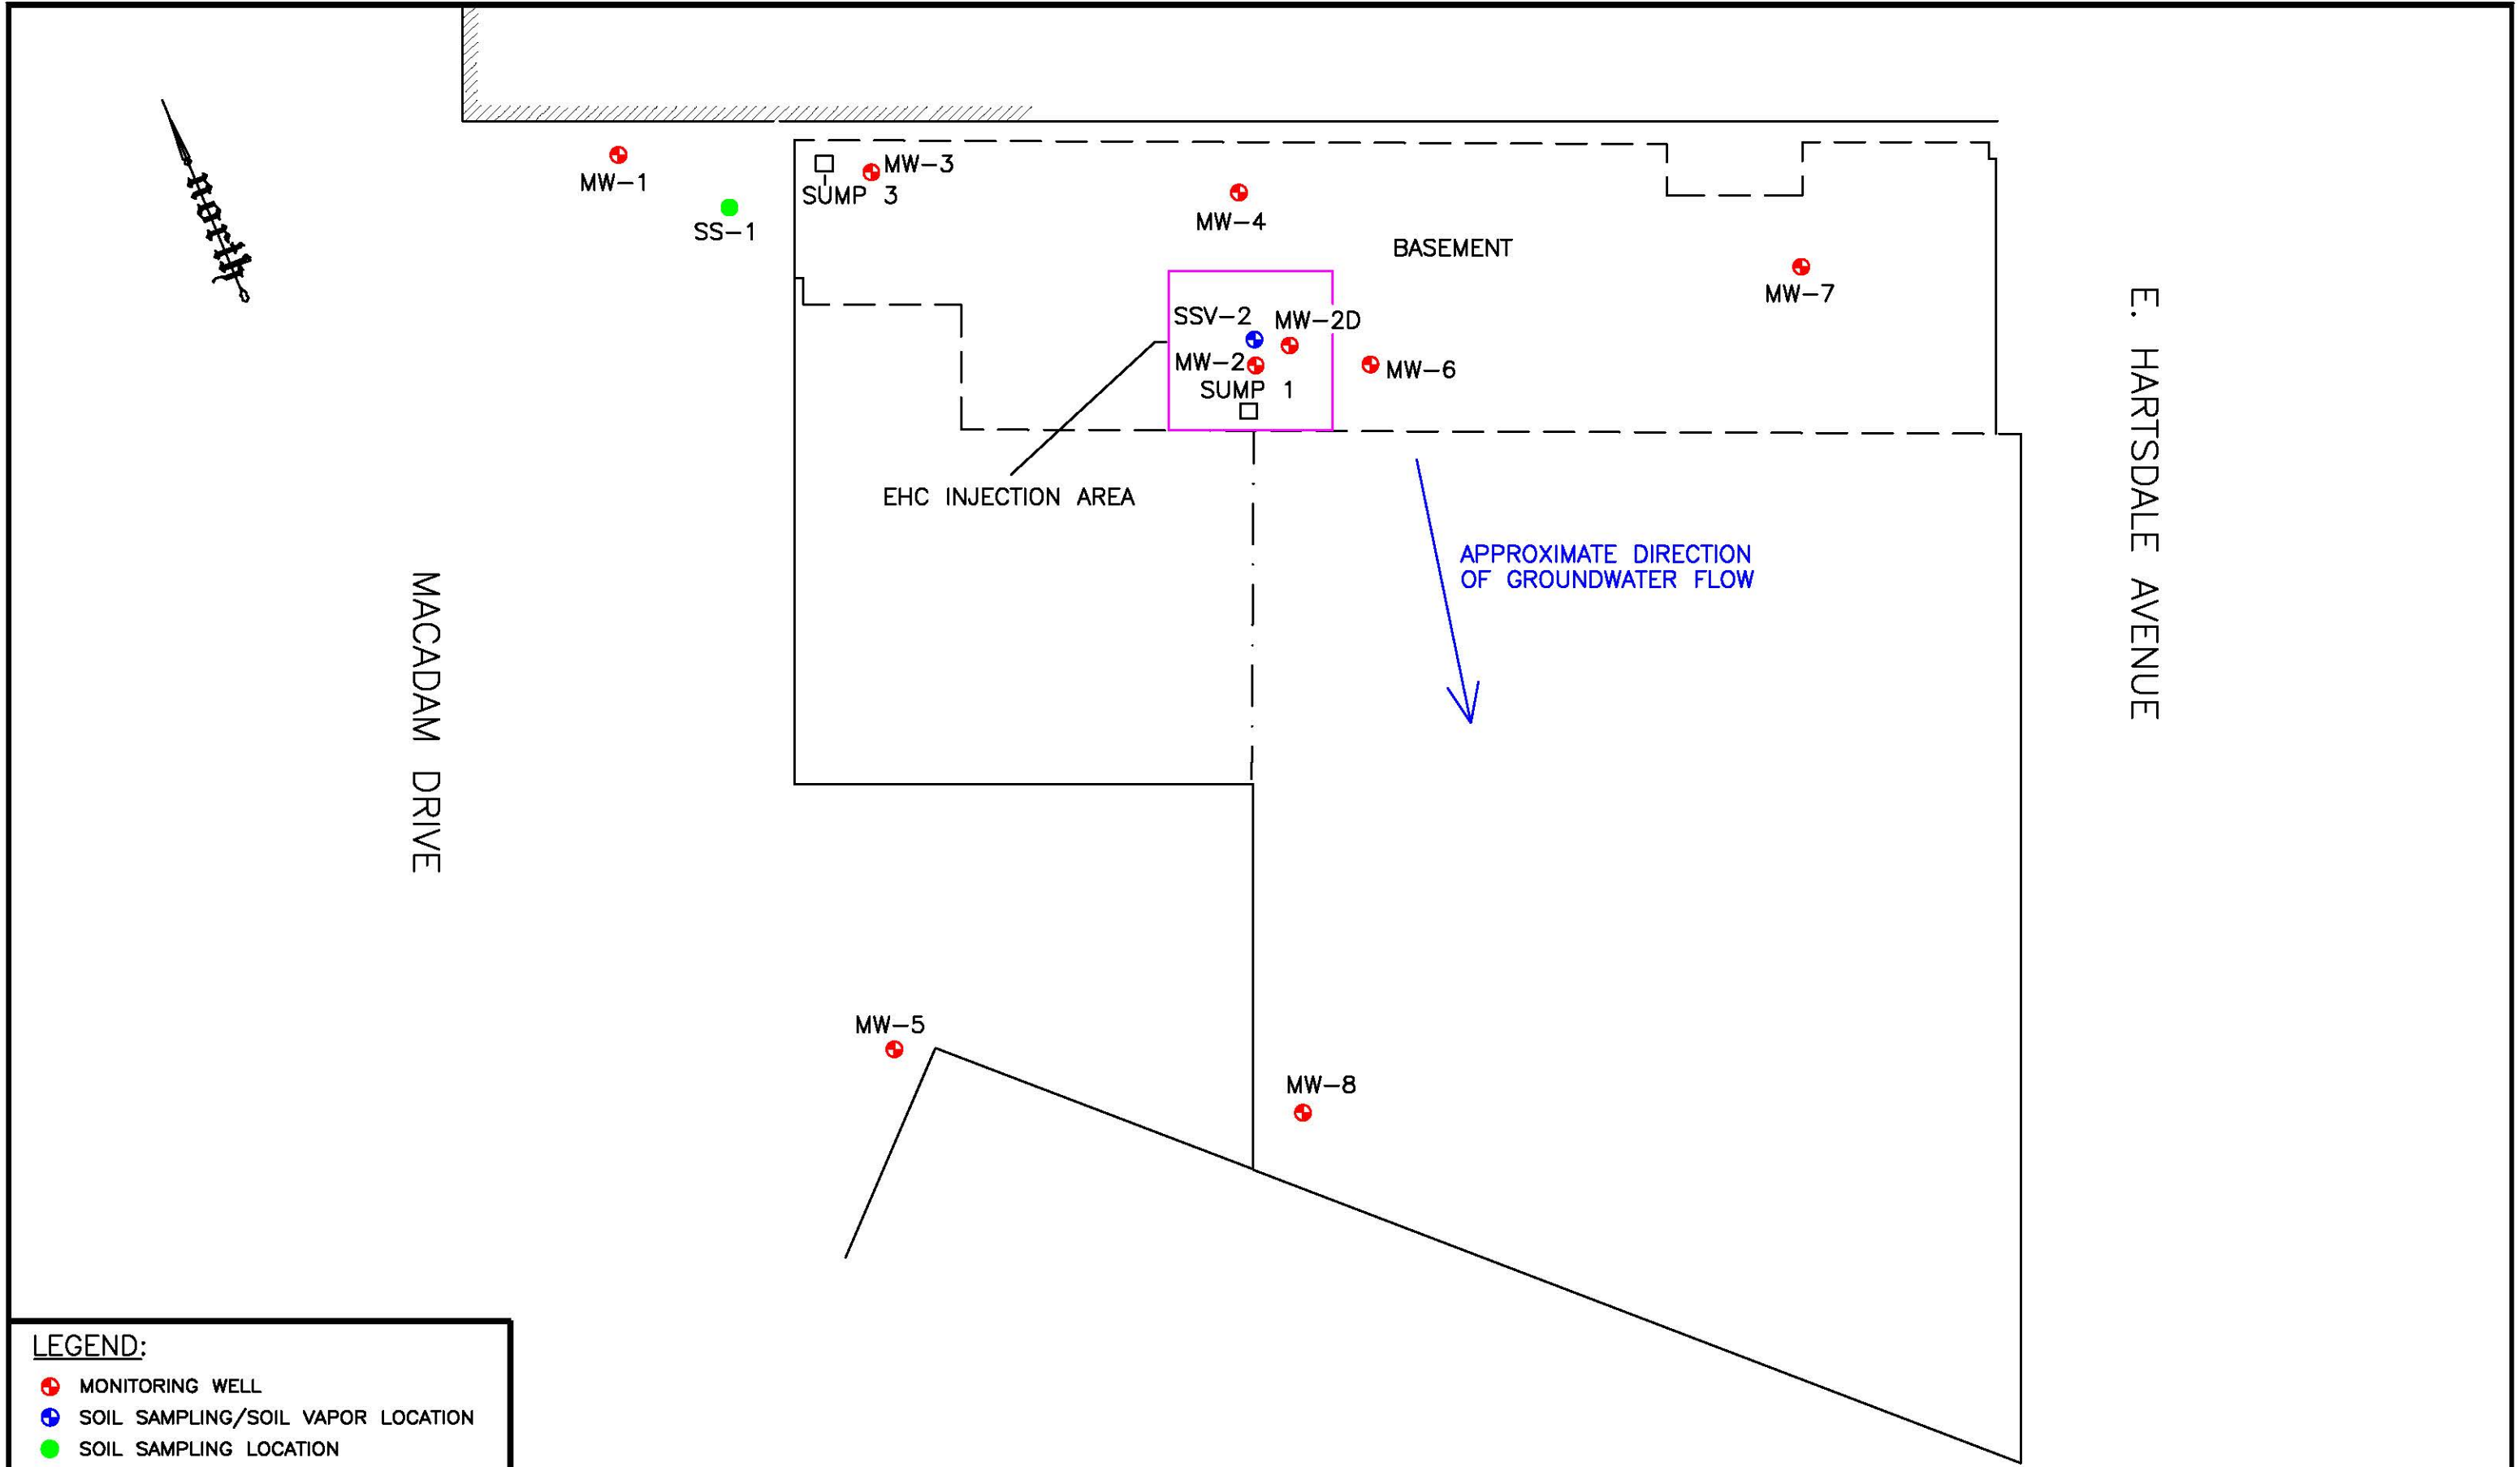 north
MW-1
SS-1
SUMP 3
MW-3
MW-4
BASEMENT
MW-7
SSV-2
MW-2D
MW-2
MW-6
SUMP 1
EHC INJECTION AREA
APPROXIMATE DIRECTION
OF GROUNDWATER FLOW
MACADAM DRIVE
E. HARTSDALE AVENUE
MW-5
MW-8
LEGEND:
MONITORING WELL
SOIL SAMPLING/SOIL VAPOR LOCATION
SOIL SAMPLING LOCATION